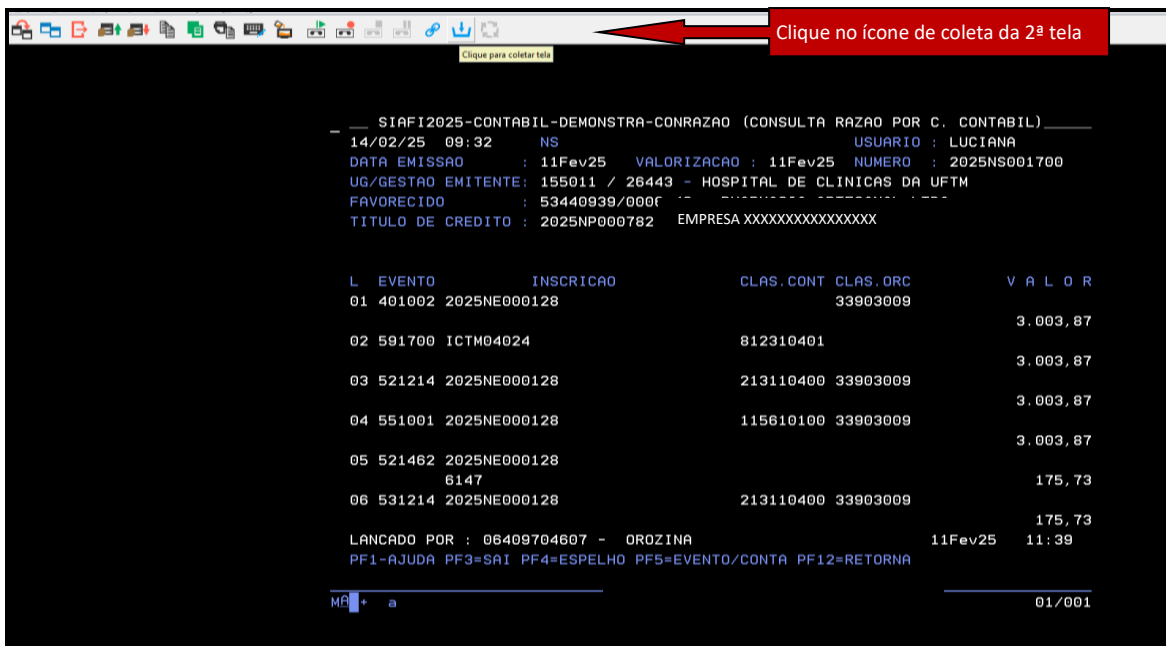 Clique no ícone de coleta da 2ª tela
Clique para coletar tela
__ SIAFI2025-CONTABIL-DEMONSTRA-CONRAZAO (CONSULTA RAZAO POR C. CONTABIL)_____
14/02/25 09:32 NS USUARIO : LUCIANA
DATA EMISSAO : 11Fev25 VALORIZACAO : 11Fev25 NUMERO : 2025NS001700
UG/GESTAO EMITENTE: 155011 / 26443 - HOSPITAL DE CLINICAS DA UFTM
FAVORECIDO : 53440939/000
TITULO DE CREDITO : 2025NP000782 EMPRESA XXXXXXXXXXXXXXXX
L EVENTO INSCRICAO CLAS.CONT CLAS.ORC V A L O R
01 401002 2025NE000128 33903009
3.003,87
02 591700 ICTM04024 812310401
3.003,87
03 521214 2025NE000128 213110400 33903009
3.003,87
04 551001 2025NE000128 115610100 33903009
3.003,87
05 521462 2025NE000128
6147 175,73
06 531214 2025NE000128 213110400 33903009
175,73
LANCADO POR : 06409704607 - OROZINA 11Fev25 11:39
PF1-AJUDA PF3=SAI PF4=ESPELHO PF5=EVENTO/CONTA PF12=RETORNA
MA + a 01/001